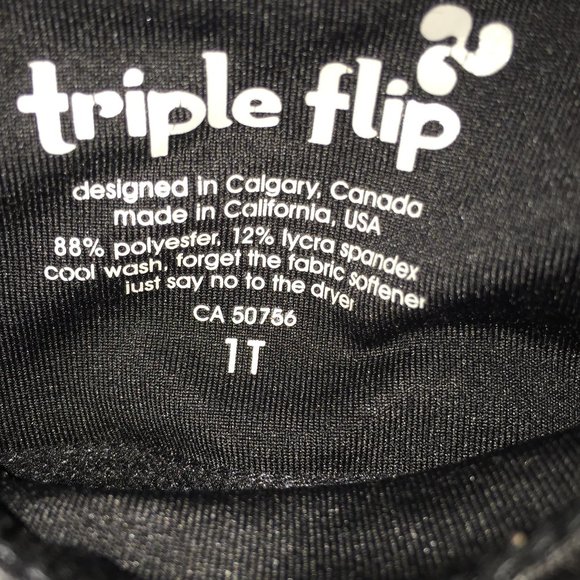 triple flip
designed in Calgary, Canada
made in California, USA
88% polyester, 12% lycra spandex
cool wash, forget the fabric softener
just say no to the dryer
CA 50756
1T